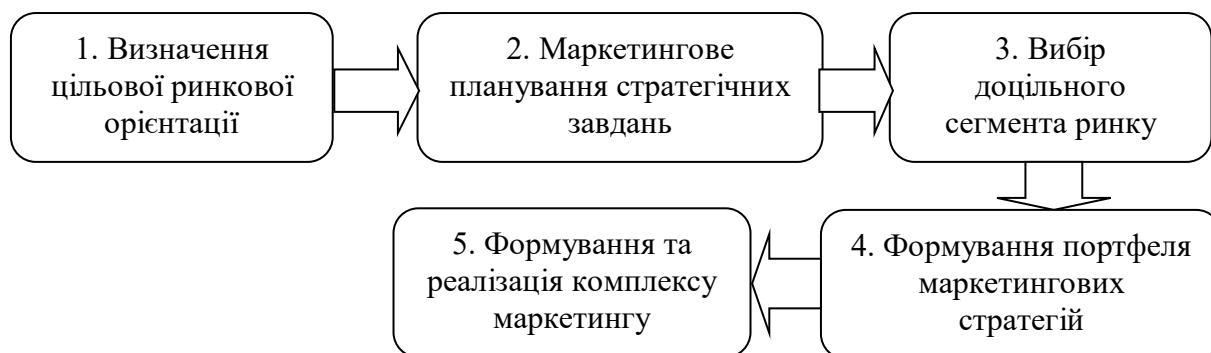 1. Визначення
цільової ринкової
орієнтації
2. Маркетингове
планування стратегічних
завдань
3. Вибір
доцільного
сегмента ринку
4. Формування портфеля
маркетингових
стратегій
5. Формування та
реалізація комплексу
маркетингу